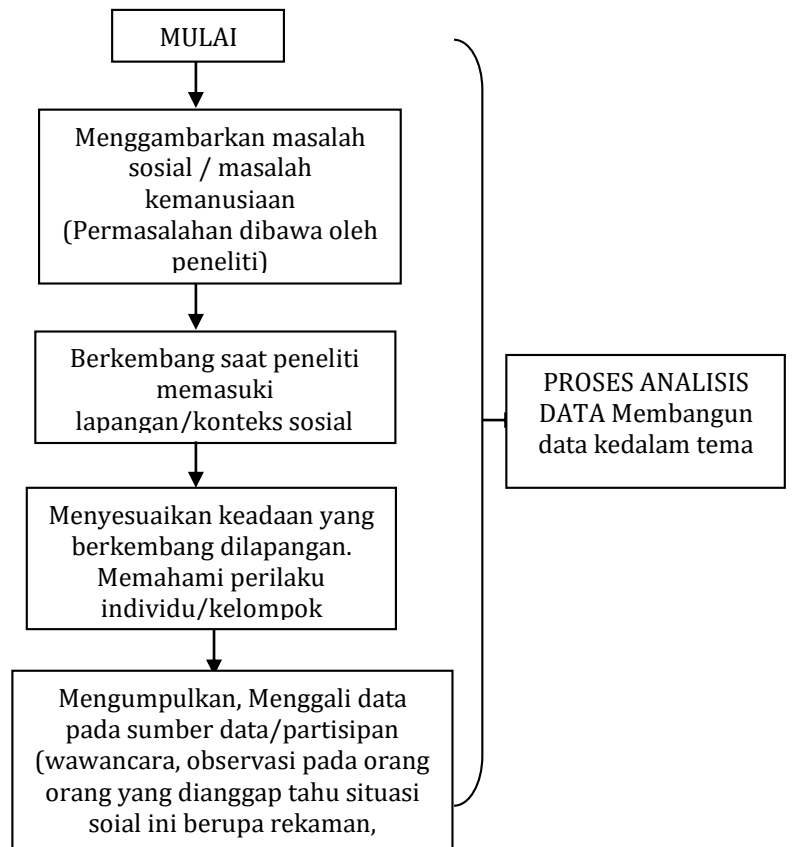 MULAI
Menggambarkan masalah
sosial / masalah
kemanusiaan
(Permasalahan dibawa oleh
peneliti)
Berkembang saat peneliti
memasuki
lapangan/konteks sosial
Menyesuaikan keadaan yang
berkembang dilapangan.
Memahami perilaku
individu/kelompok
Mengumpulkan, Menggali data
pada sumber data/partisipan
(wawancara, observasi pada orang
orang yang dianggap tahu situasi
soial ini berupa rekaman,
PROSES ANALISIS
DATA Membangun
data kedalam tema